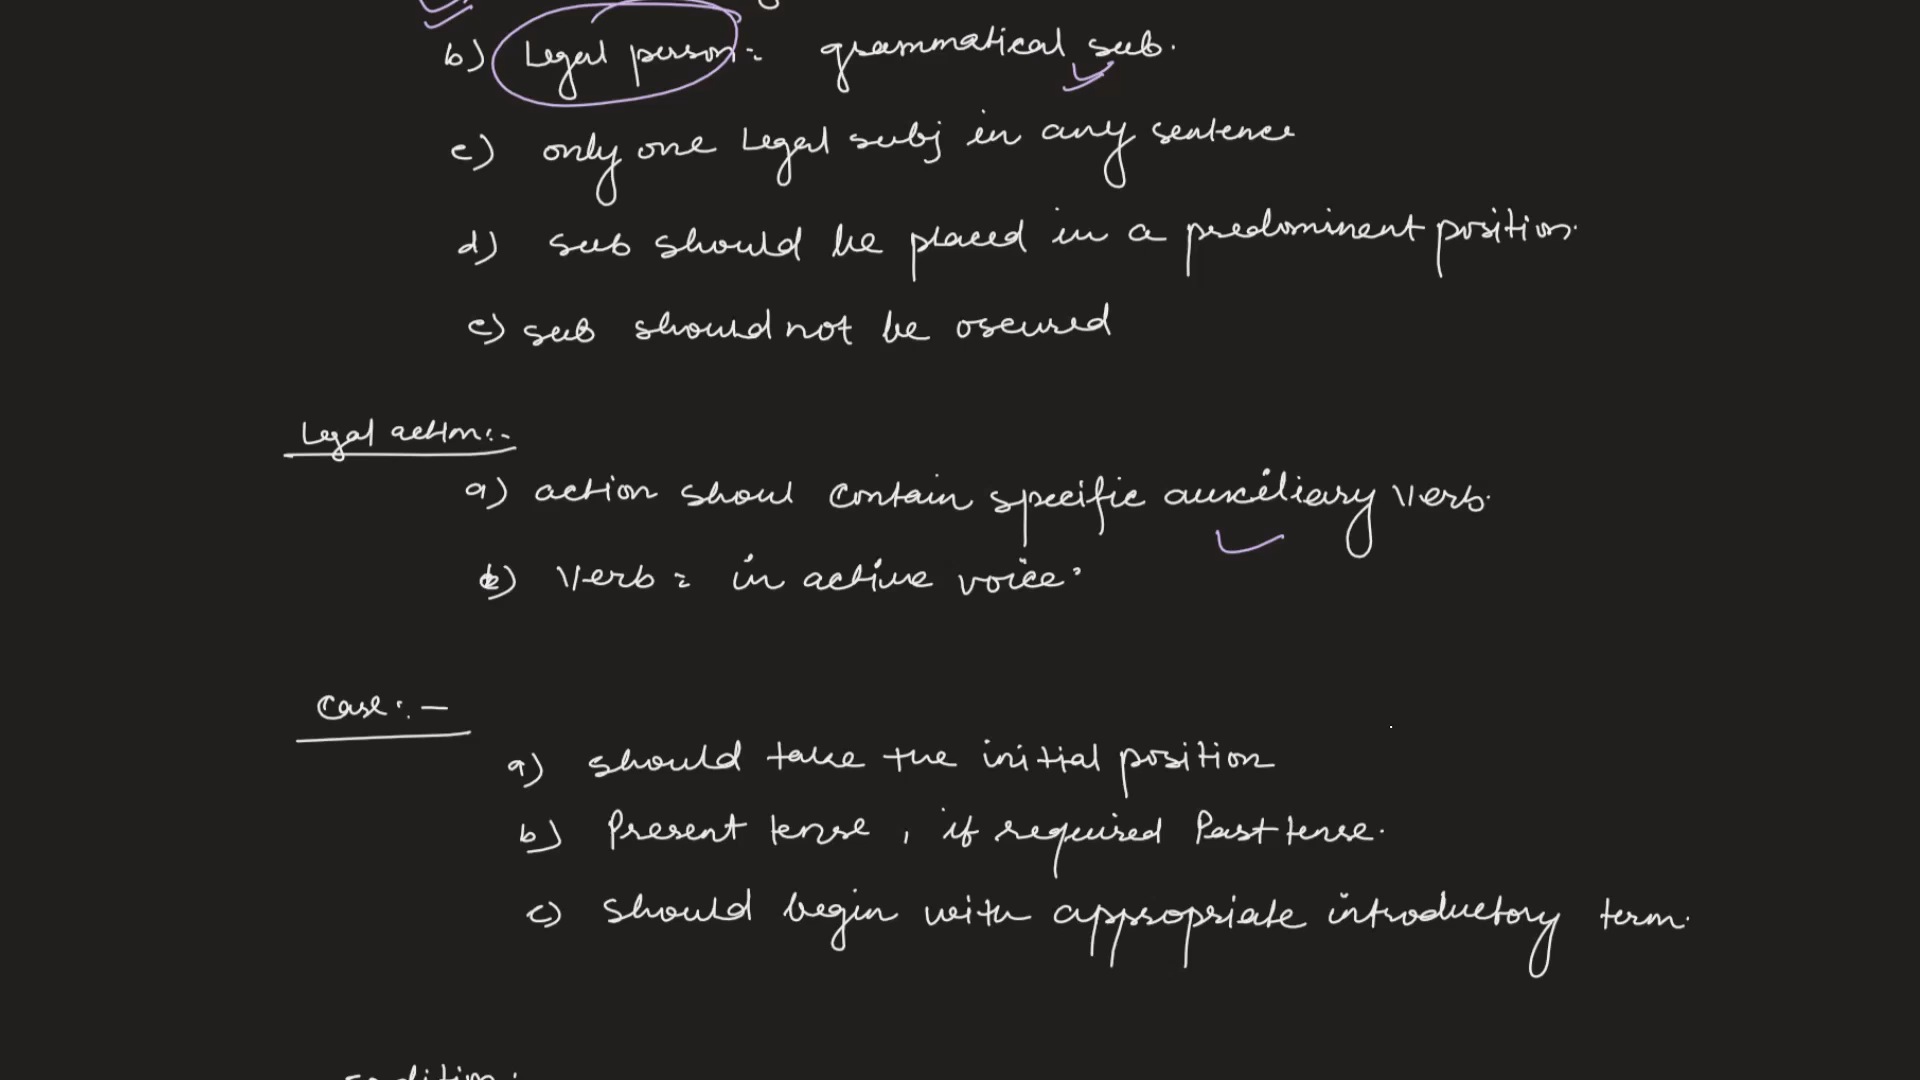 b) Legal person = grammatical sub.
c) only one Legal subj in any sentence
d) sub should be placed in a predominent position.
e) sub should not be oscured
Legal action:-
a) action shoul contain specific auxiliary verb.
b) Verb = in active voice.
Case:-
a) should take the initial position
b) Present tense, if required Past tense.
c) should begin with appropriate introductory term.